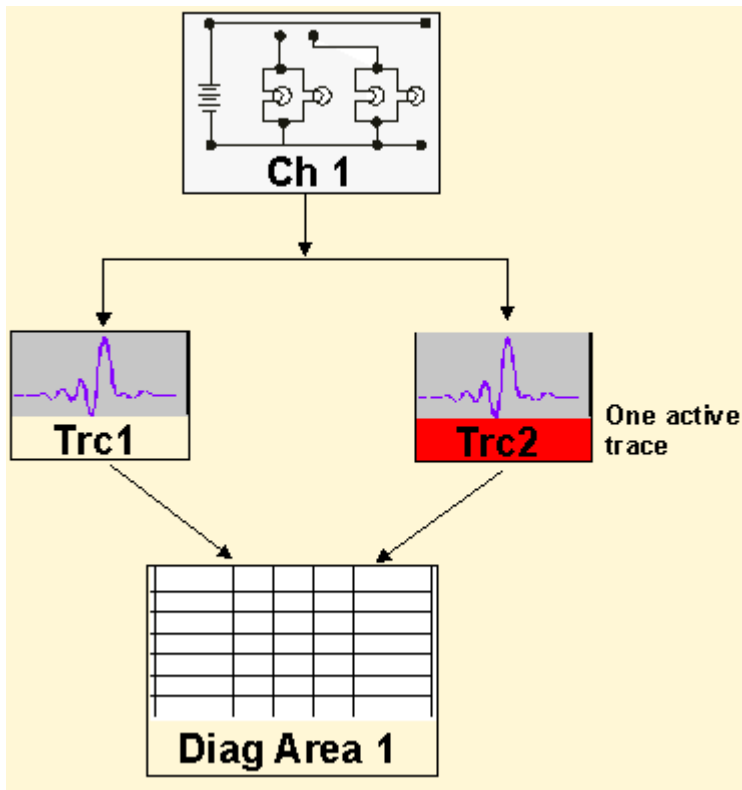 Ch 1
Trc1
Trc2
One active
trace
Diag Area 1